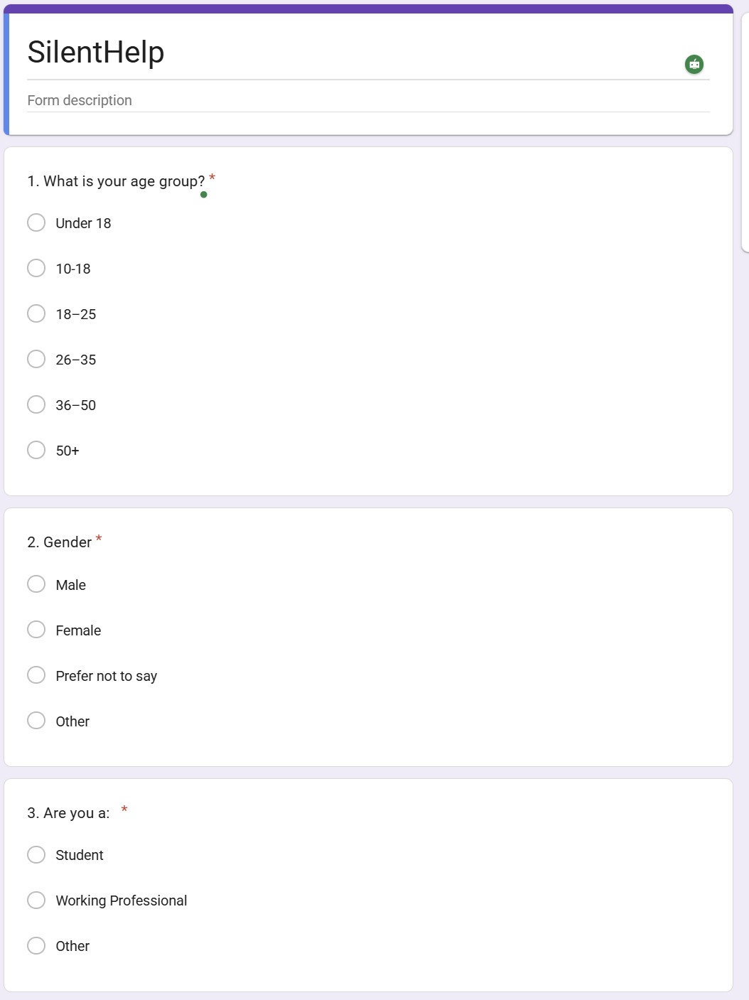 SilentHelp
Form description
1. What is your age group? *
Under 18
10-18
18–25
26–35
36–50
50+
2. Gender *
Male
Female
Prefer not to say
Other
3. Are you a: *
Student
Working Professional
Other